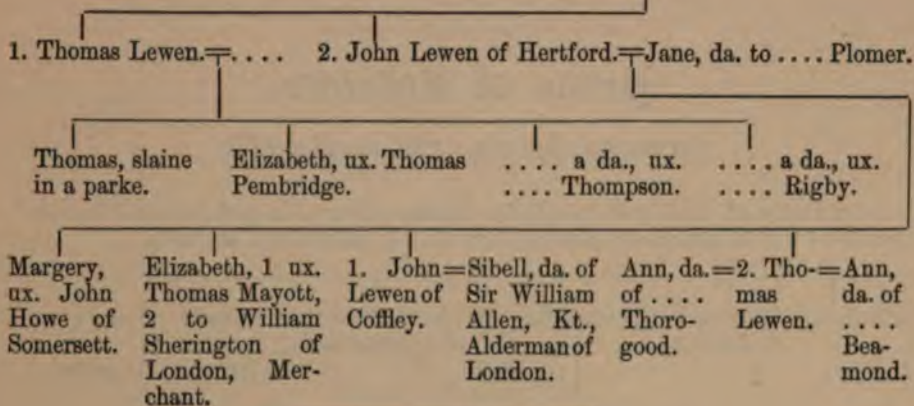 1. Thomas Lewen.=.... 2. John Lewen of Hertford.=Jane, da. to .... Plomer.
Thomas, slaine
in a parke.
Elizabeth, ux. Thomas
Pembridge.
.... a da., ux.
.... Thompson.
.... a da., ux.
.... Rigby.
Margery,
ux. John
Howe of
Somersett.
Elizabeth, 1 ux.
Thomas Mayott,
2 to William
Sherington of
London, Mer-
chant.
1. John=
Lewen of
Coffley.
Sibell, da. of
Sir William
Allen, Kt.,
Alderman of
London.
Ann, da.=
of ....
Thoro-
good.
2. Tho-=
mas
Lewen.
Ann,
da. of
....
Bea-
mond.